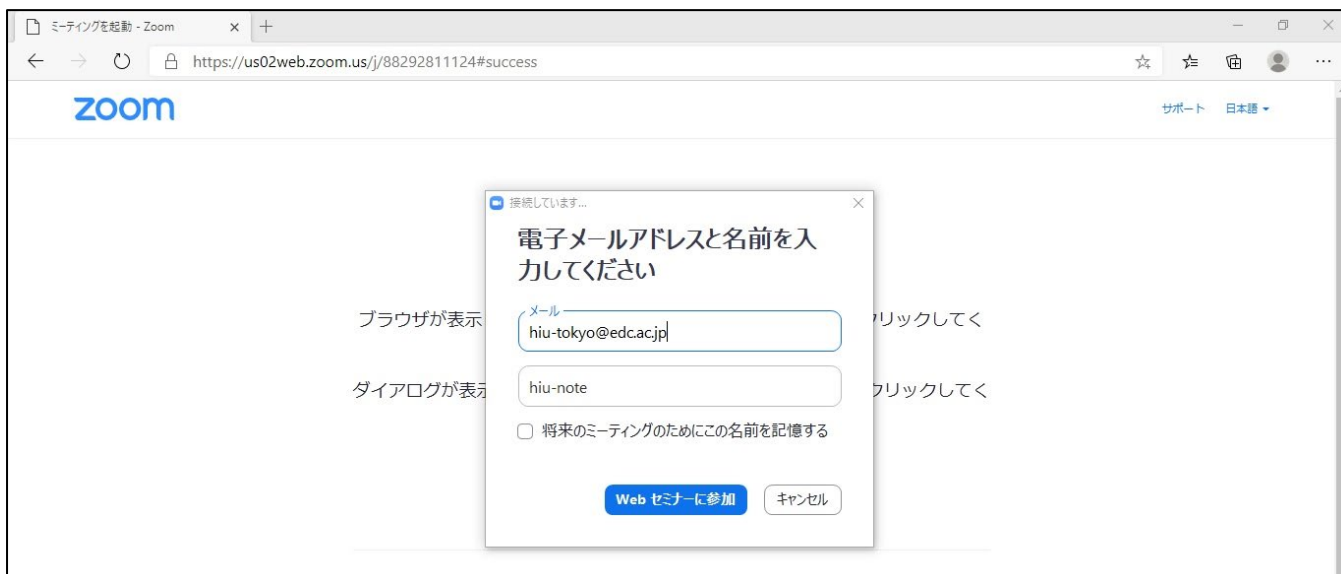 ミーティングを起動 - Zoom
https://us02web.zoom.us/j/88292811124#success
zoom
サポート 日本語
接続しています...
電子メールアドレスと名前を入
力してください
メール
ブラウザが表示
hiu-tokyo@edc.ac.jp
リックしてく
ダイアログが表示
hiu-note
クリックしてく
将来のミーティングのためにこの名前を記憶する
Web セミナーに参加 キャンセル